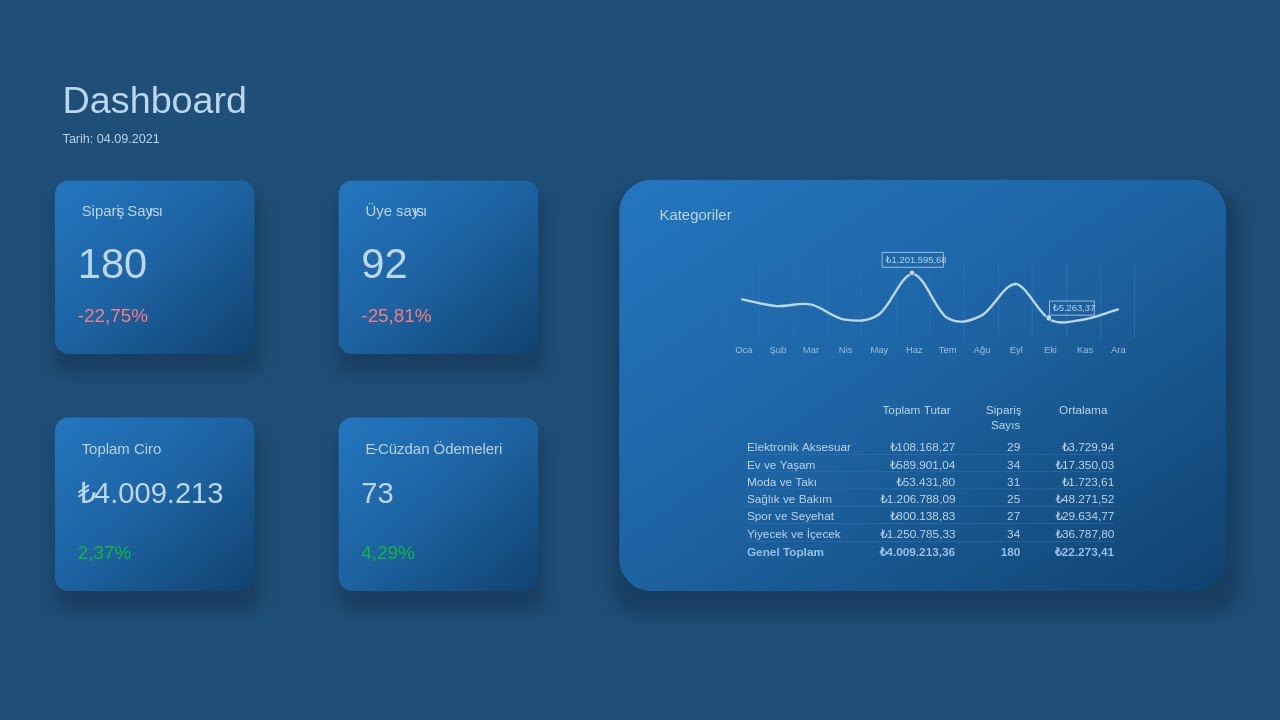 Dashboard
Tarih: 04.09.2021
Sipariş Sayısı
180
-22,75%
Üye sayısı
92
-25,81%
Toplam Ciro
₺4.009.213
2,37%
E-Cüzdan Ödemeleri
73
4,29%
Kategoriler
₺1.201.595,68
₺5.263,37
Oca Şub Mar Nis May Haz Tem Ağu Eyl Eki Kas Ara
Toplam Tutar Sipariş Ortalama
Sayıs
Elektronik Aksesuar ₺108.168,27 29 ₺3.729,94
Ev ve Yaşam ₺589.901,04 34 ₺17.350,03
Moda ve Takı ₺53.431,80 31 ₺1.723,61
Sağlık ve Bakım ₺1.206.788,09 25 ₺48.271,52
Spor ve Seyehat ₺800.138,83 27 ₺29.634,77
Yiyecek ve İçecek ₺1.250.785,33 34 ₺36.787,80
Genel Toplam ₺4.009.213,36 180 ₺22.273,41